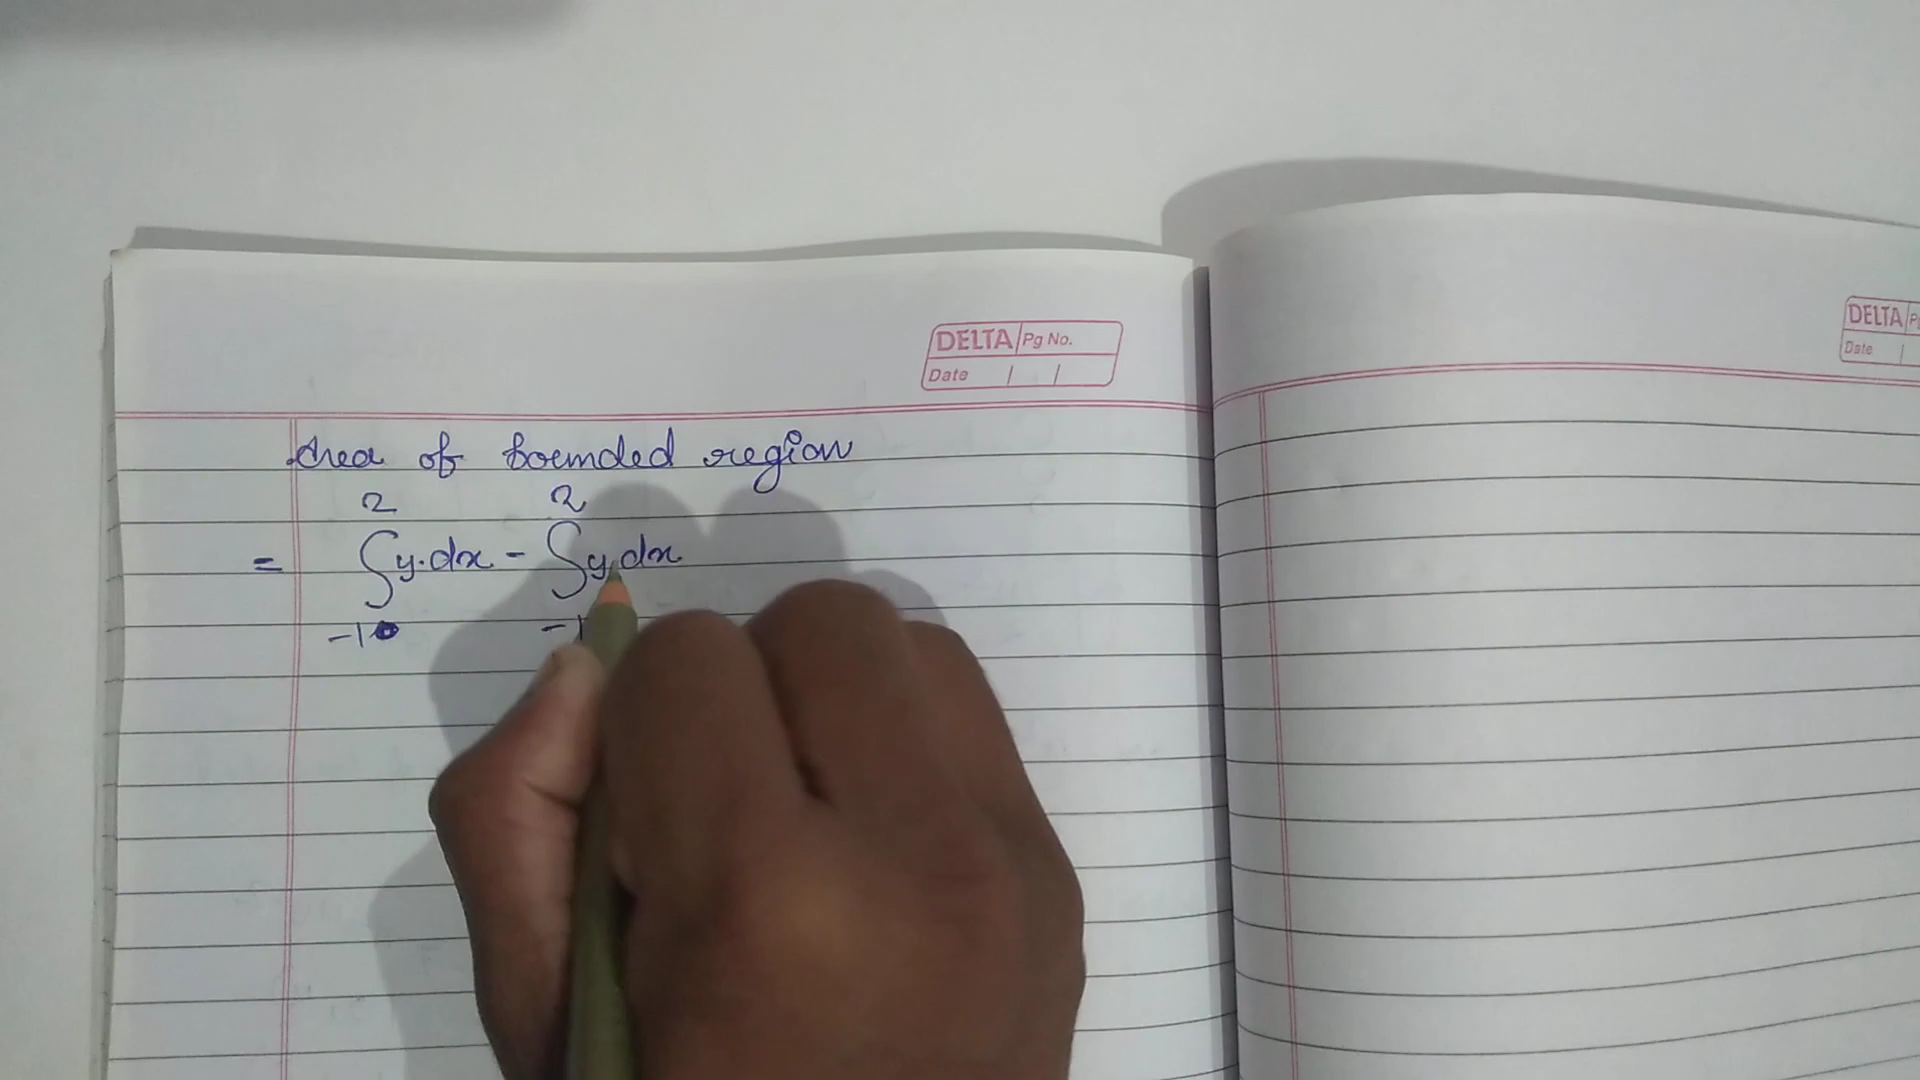 DELTA Pg No.
Date / /
DELTA
Date /
Area of bounded region
2 2
= ∫y.dx - ∫y.dx
-1 -1